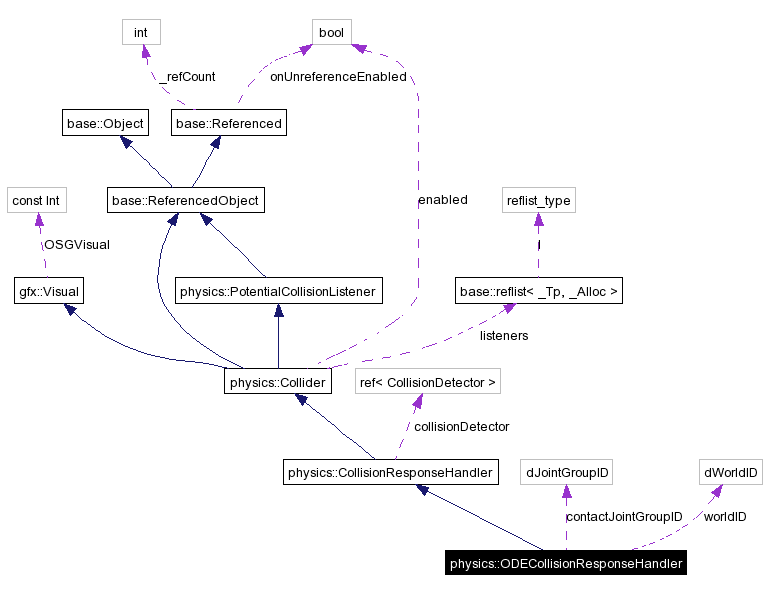 int
bool
_refCount
onUnreferenceEnabled
base::Object
base::Referenced
const Int
base::ReferencedObject
enabled
reflist_type
OSGVisual
l
gfx::Visual
physics::PotentialCollisionListener
base::reflist< _Tp, _Alloc >
listeners
physics::Collider
ref< CollisionDetector >
collisionDetector
physics::CollisionResponseHandler
dJointGroupID
dWorldID
contactJointGroupID
worldID
physics::ODECollisionResponseHandler